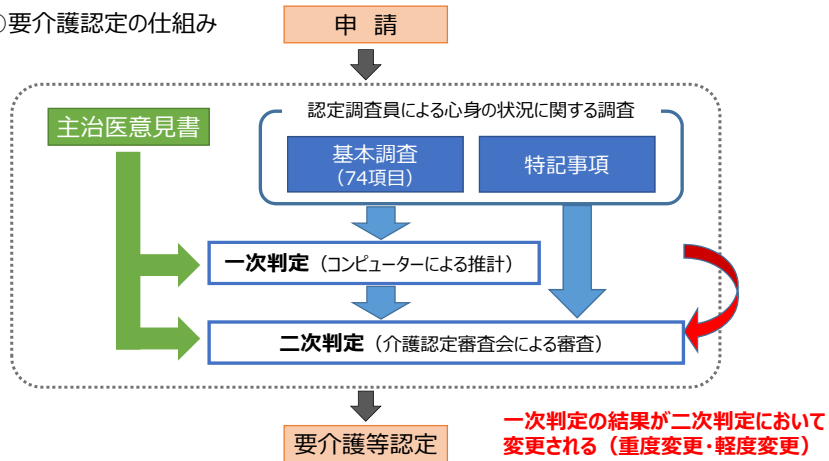 ○要介護認定の仕組み
申 請
認定調査員による心身の状況に関する調査
主治医意見書
基本調査
（74項目）
特記事項
一次判定（コンピューターによる推計）
二次判定（介護認定審査会による審査）
要介護等認定
一次判定の結果が二次判定において
変更される（重度変更・軽度変更）